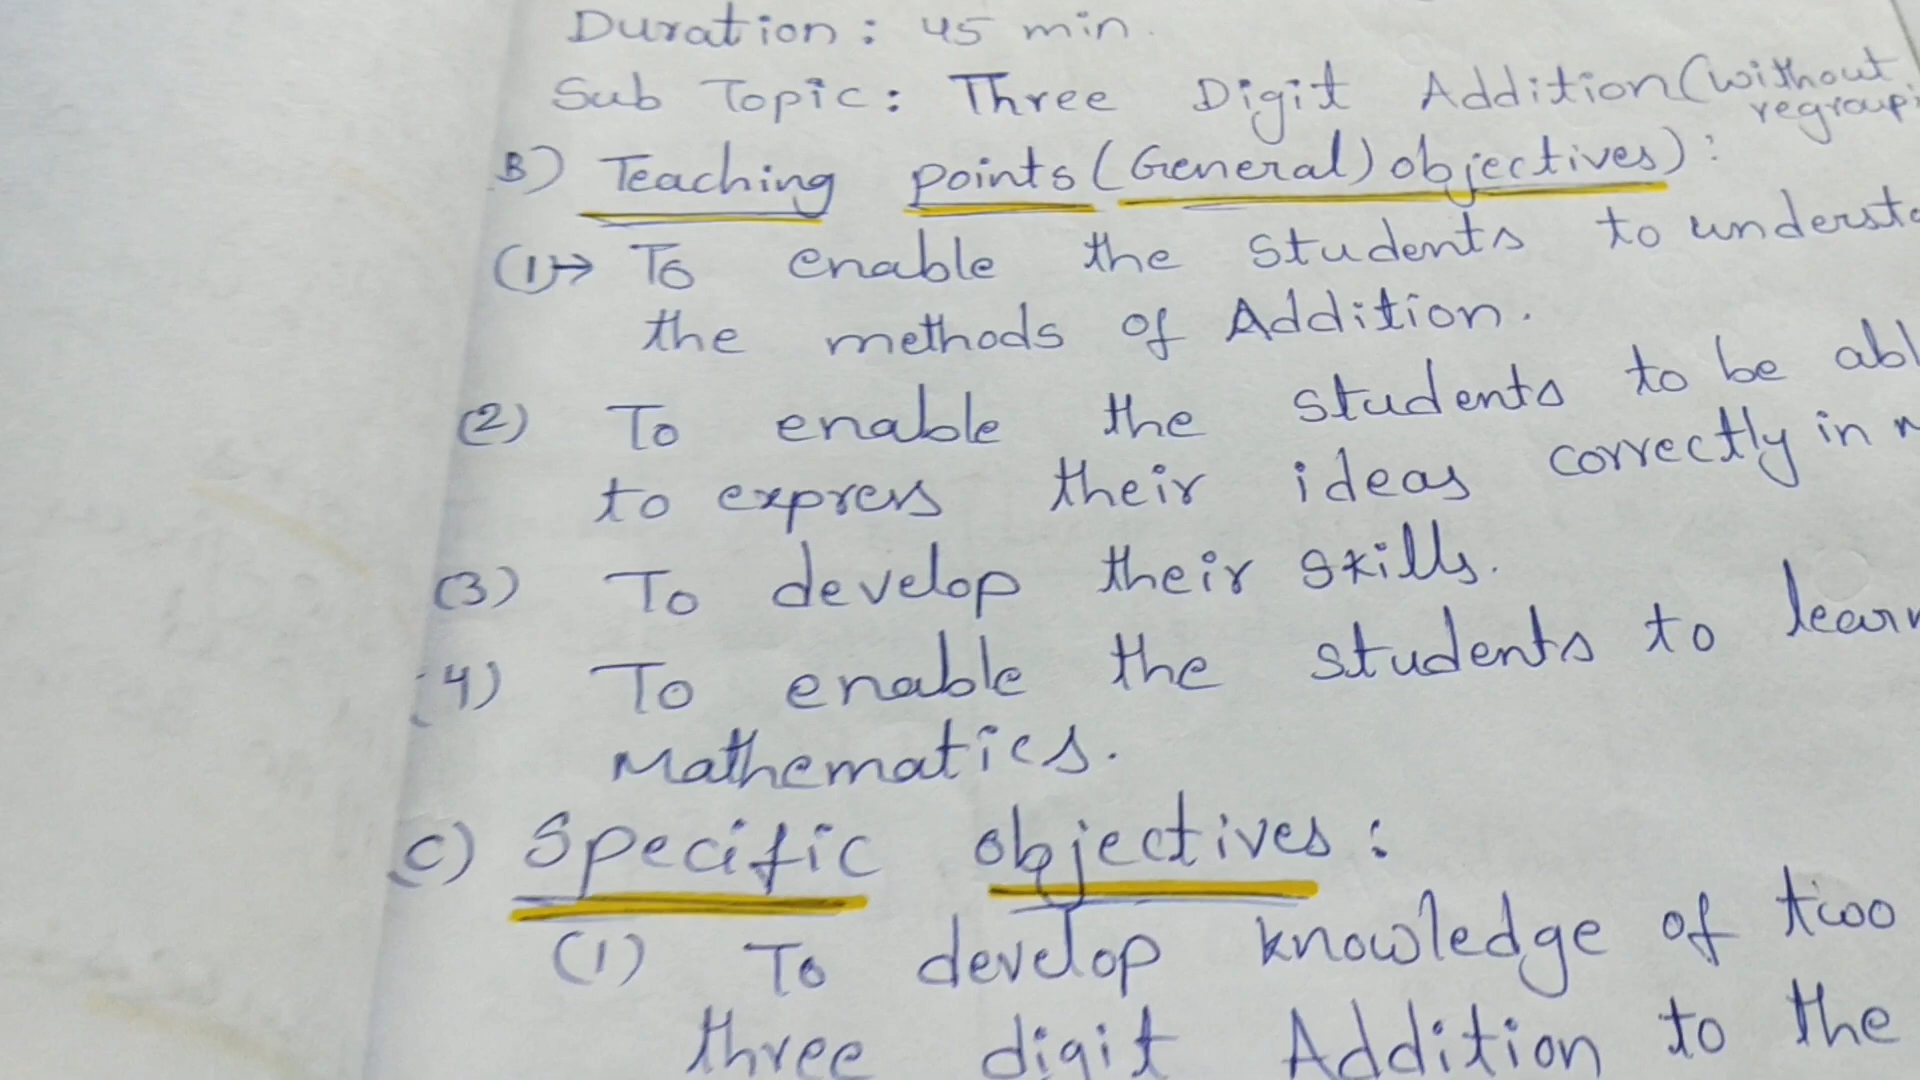 Duration: 45 min.
Sub Topic: Three Digit Addition (without
regroupi
B) Teaching points (General) objectives):
(1)→ To enable the students to understa
the methods of Addition.
(2) To enable the students to be abl
to express their ideas correctly in
(3) To develop their skills.
(4) To enable the students to learn
Mathematics.
C) Specific objectives:
(1) To develop knowledge of two
three digit Addition to the